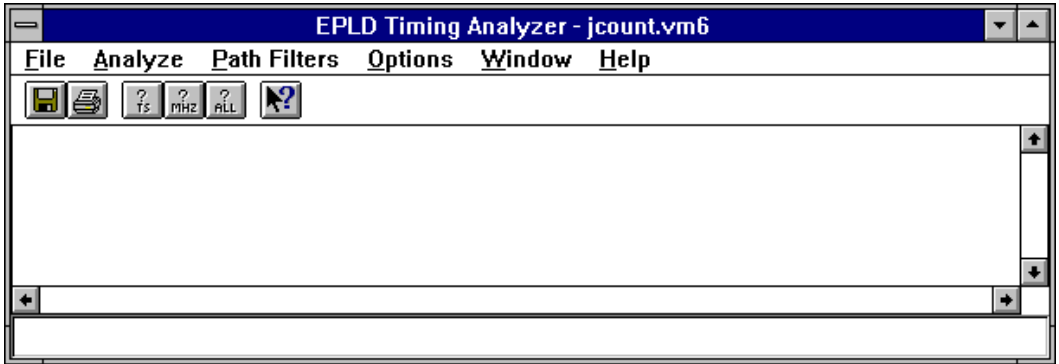 EPLD Timing Analyzer - jcount.vm6
File Analyze Path Filters Options Window Help
? TS ? MHZ ? ALL ?